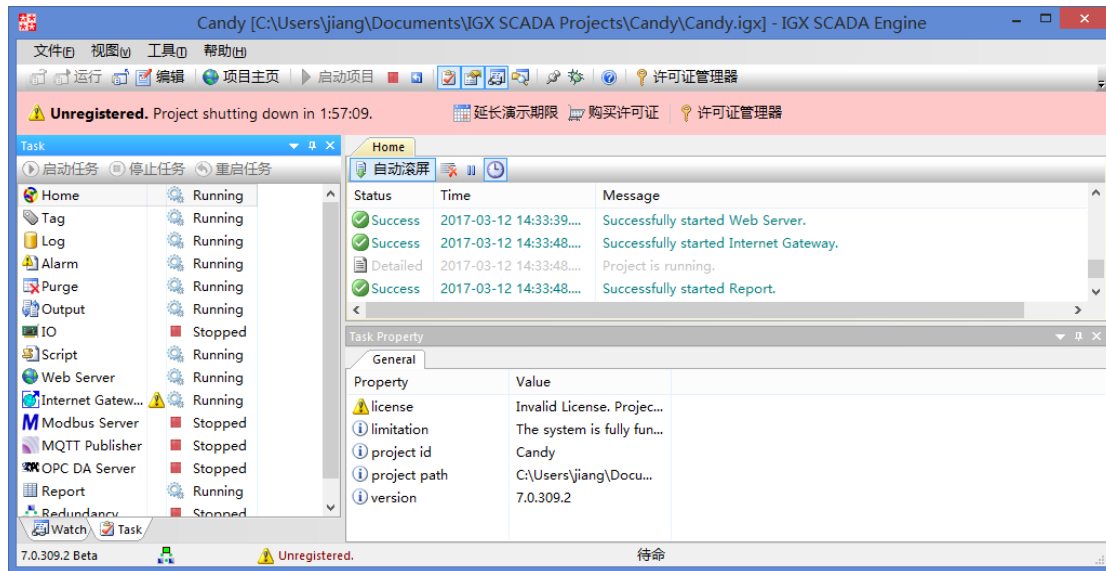 Candy [C:\Users\jiang\Documents\IGX SCADA Projects\Candy\Candy.igx] - IGX SCADA Engine
文件(F) 视图(V) 工具(T) 帮助(H)
运行 编辑 项目主页 启动项目 许可证管理器
Unregistered. Project shutting down in 1:57:09. 延长演示期限 购买许可证 许可证管理器
Task
启动任务 停止任务 重启任务
Home Running
Tag Running
Log Running
Alarm Running
Purge Running
Output Running
IO Stopped
Script Running
Web Server Running
Internet Gatew... Running
Modbus Server Stopped
MQTT Publisher Stopped
OPC DA Server Stopped
Report Running
Redundancy Stopped
Watch Task
Home
自动滚屏
Status Time Message
Success 2017-03-12 14:33:39.... Successfully started Web Server.
Success 2017-03-12 14:33:48.... Successfully started Internet Gateway.
Detailed 2017-03-12 14:33:48.... Project is running.
Success 2017-03-12 14:33:48.... Successfully started Report.
Task Property
General
Property Value
license Invalid License. Projec...
limitation The system is fully fun...
project id Candy
project path C:\Users\jiang\Docu...
version 7.0.309.2
7.0.309.2 Beta Unregistered. 待命